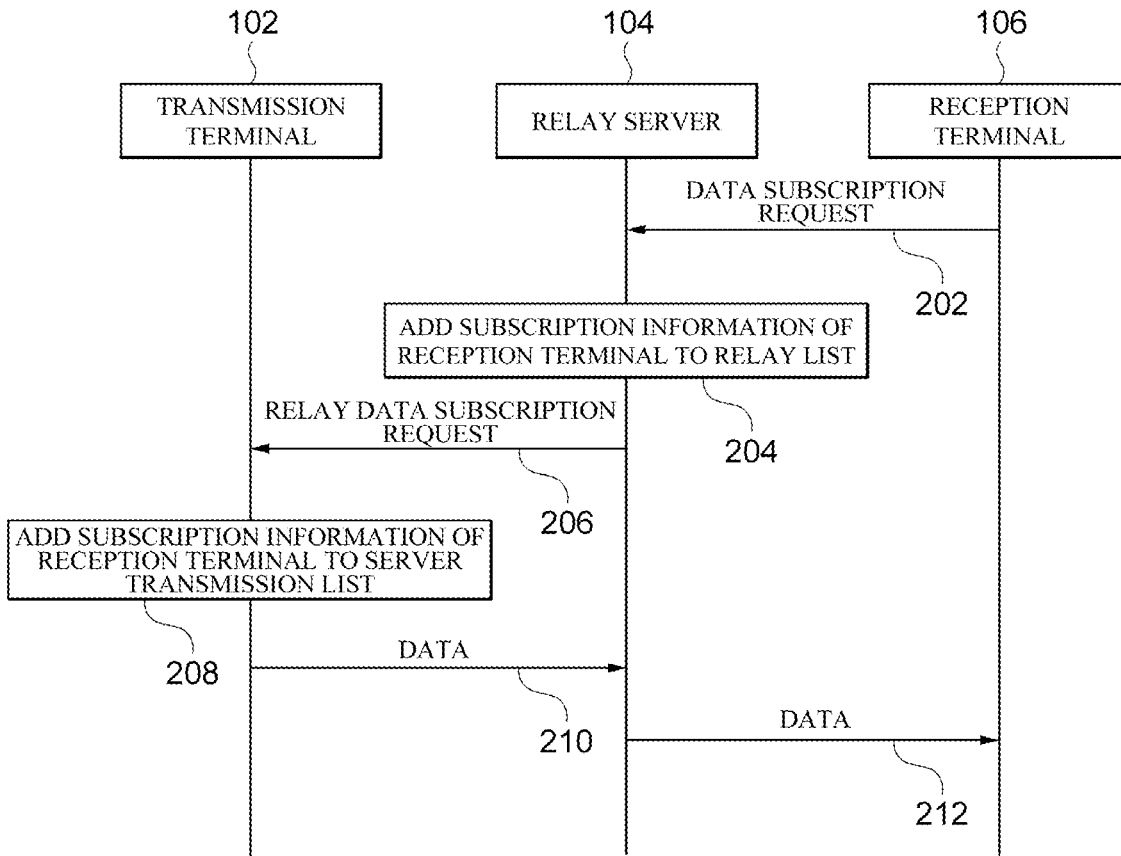 102
104
106
TRANSMISSION
TERMINAL
RELAY SERVER
RECEPTION
TERMINAL
DATA SUBSCRIPTION
REQUEST
202
ADD SUBSCRIPTION INFORMATION OF
RECEPTION TERMINAL TO RELAY LIST
204
RELAY DATA SUBSCRIPTION
REQUEST
206
ADD SUBSCRIPTION INFORMATION OF
RECEPTION TERMINAL TO SERVER
TRANSMISSION LIST
208
DATA
210
DATA
212